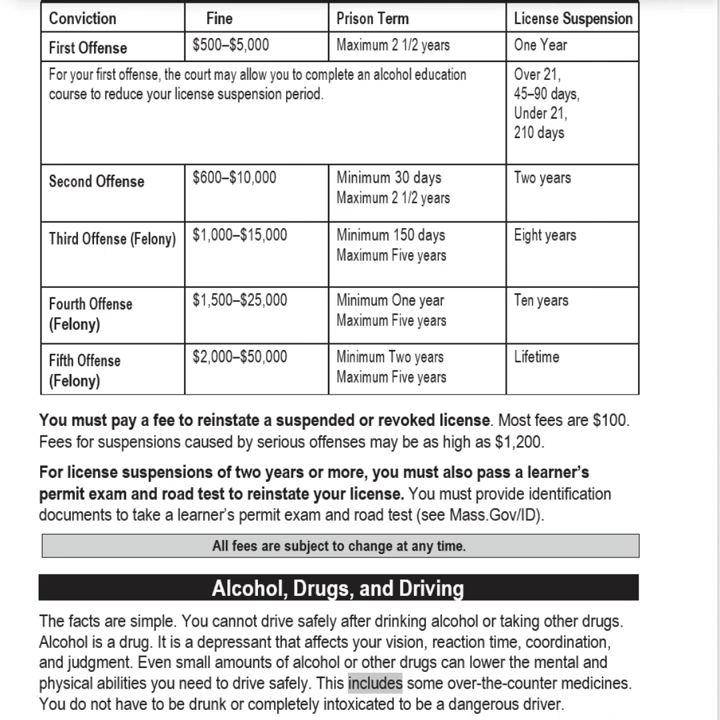 Conviction Fine Prison Term License Suspension
First Offense $500–$5,000 Maximum 2 1/2 years One Year
For your first offense, the court may allow you to complete an alcohol education Over 21,
course to reduce your license suspension period. 45–90 days,
Under 21,
210 days
Second Offense $600–$10,000 Minimum 30 days Two years
Maximum 2 1/2 years
Third Offense (Felony) $1,000–$15,000 Minimum 150 days Eight years
Maximum Five years
Fourth Offense $1,500–$25,000 Minimum One year Ten years
(Felony) Maximum Five years
Fifth Offense $2,000–$50,000 Minimum Two years Lifetime
(Felony) Maximum Five years
You must pay a fee to reinstate a suspended or revoked license. Most fees are $100.
Fees for suspensions caused by serious offenses may be as high as $1,200.
For license suspensions of two years or more, you must also pass a learner's
permit exam and road test to reinstate your license. You must provide identification
documents to take a learner's permit exam and road test (see Mass.Gov/ID).
All fees are subject to change at any time.
Alcohol, Drugs, and Driving
The facts are simple. You cannot drive safely after drinking alcohol or taking other drugs.
Alcohol is a drug. It is a depressant that affects your vision, reaction time, coordination,
and judgment. Even small amounts of alcohol or other drugs can lower the mental and
physical abilities you need to drive safely. This includes some over-the-counter medicines.
You do not have to be drunk or completely intoxicated to be a dangerous driver.